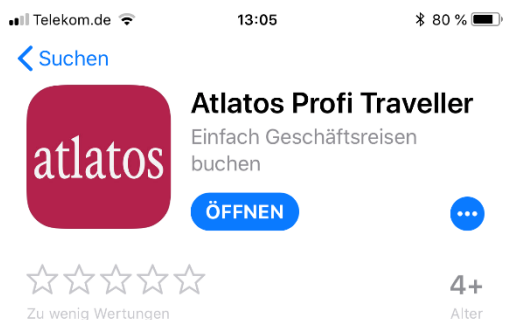 Telekom.de 13:05 80 %
Suchen
Atlatos Profi Traveller
Einfach Geschäftsreisen
buchen
atlatos
ÖFFNEN
4+
Zu wenig Wertungen Alter